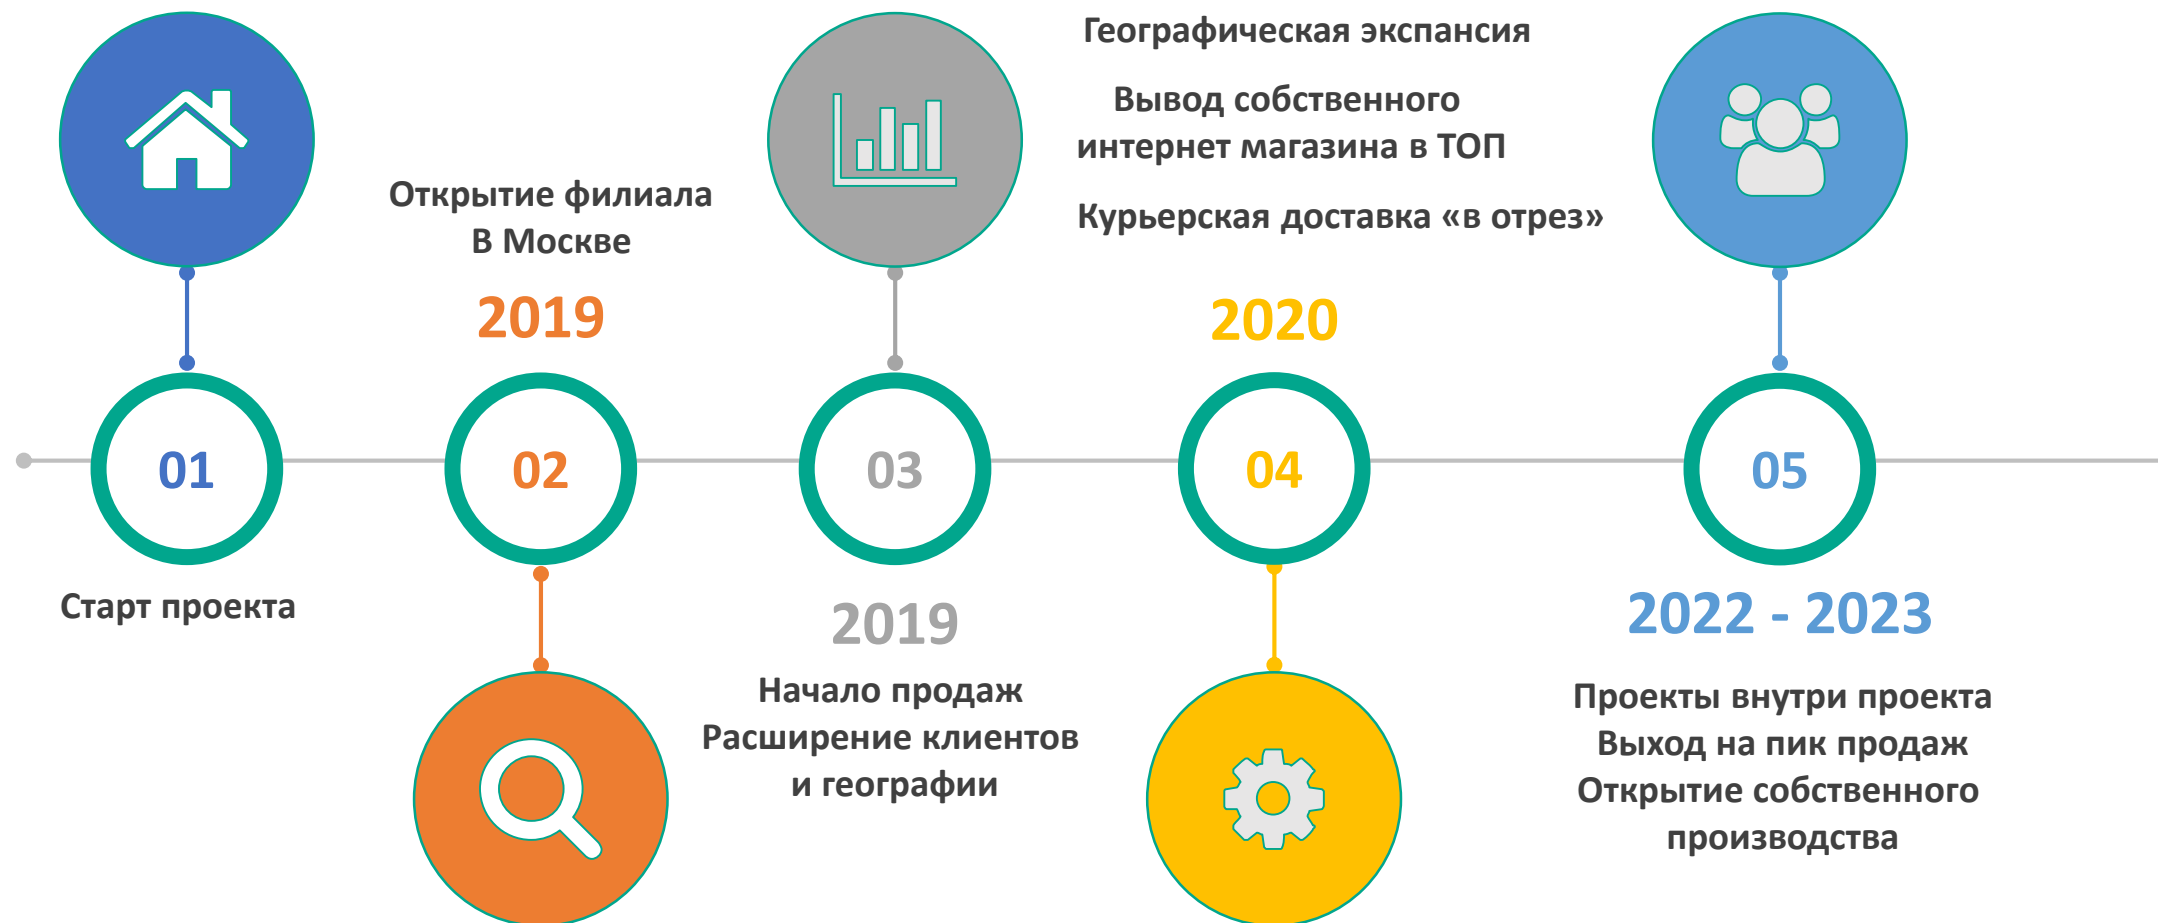 01
Старт проекта
Открытие филиала
В Москве
2019
02
03
2019
Начало продаж
Расширение клиентов
и географии
Географическая экспансия
Вывод собственного
интернет магазина в ТОП
Курьерская доставка «в отрез»
2020
04
05
2022 - 2023
Проекты внутри проекта
Выход на пик продаж
Открытие собственного
производства